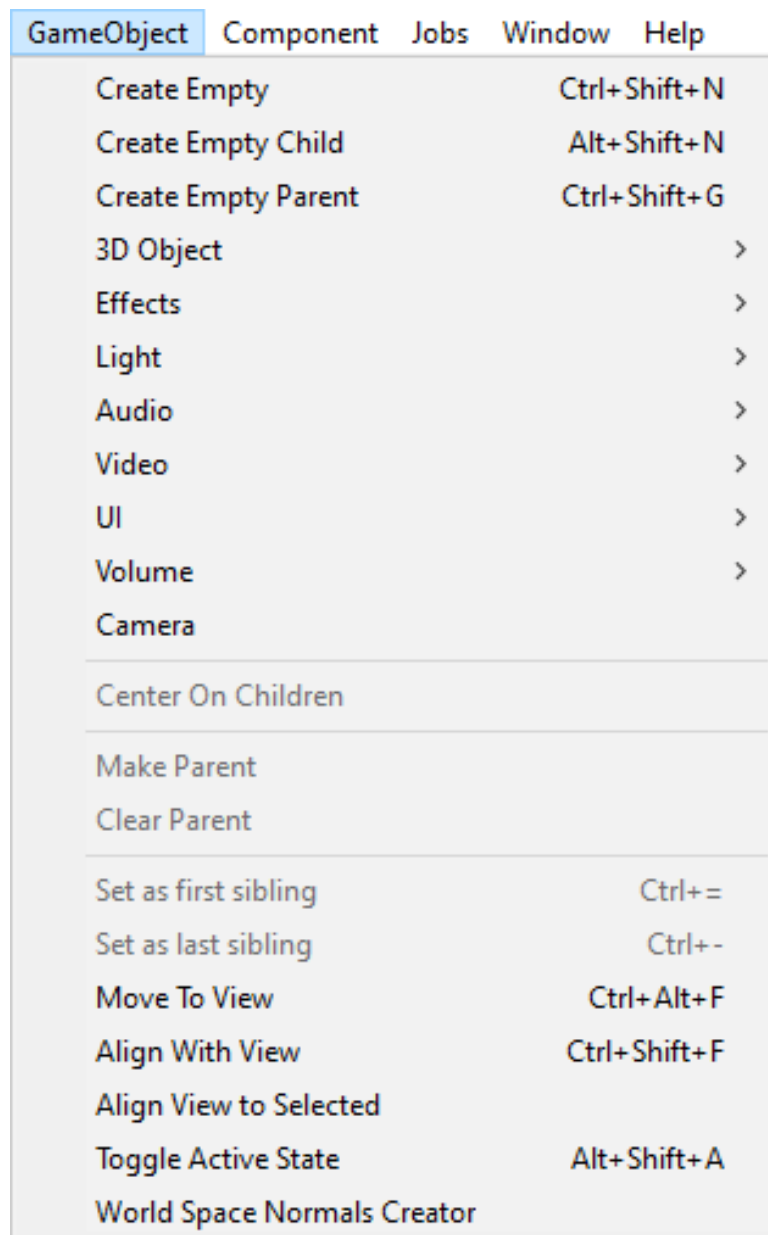 GameObject Component Jobs Window Help
Create Empty Ctrl+Shift+N
Create Empty Child Alt+Shift+N
Create Empty Parent Ctrl+Shift+G
3D Object
Effects
Light
Audio
Video
UI
Volume
Camera
Center On Children
Make Parent
Clear Parent
Set as first sibling Ctrl+=
Set as last sibling Ctrl+-
Move To View Ctrl+Alt+F
Align With View Ctrl+Shift+F
Align View to Selected
Toggle Active State Alt+Shift+A
World Space Normals Creator